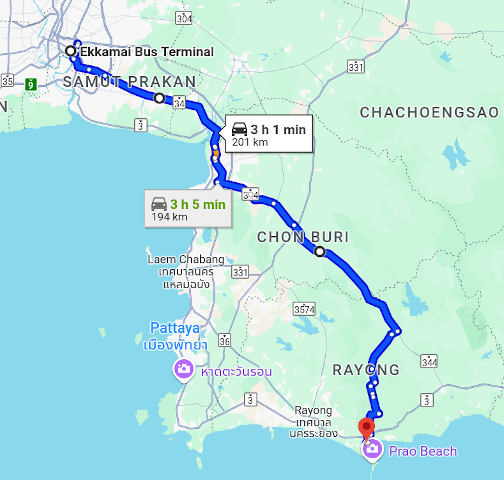 304
Ekkamai Bus Terminal
35
9
SAMUT PRAKAN
331
34
N
3
3 h 1 min
201 km
CHACHOENGSAO
3 h 5 min
194 km
CHON BURI
Laem Chabang
เทศบาลนคร
แหลมฉบัง
331
3574
Pattaya
เมืองพัทยา
36
344
หาดตะวันรอน
RAYONG
3
3
Rayong
เทศบาล
นครระยอง
Prao Beach